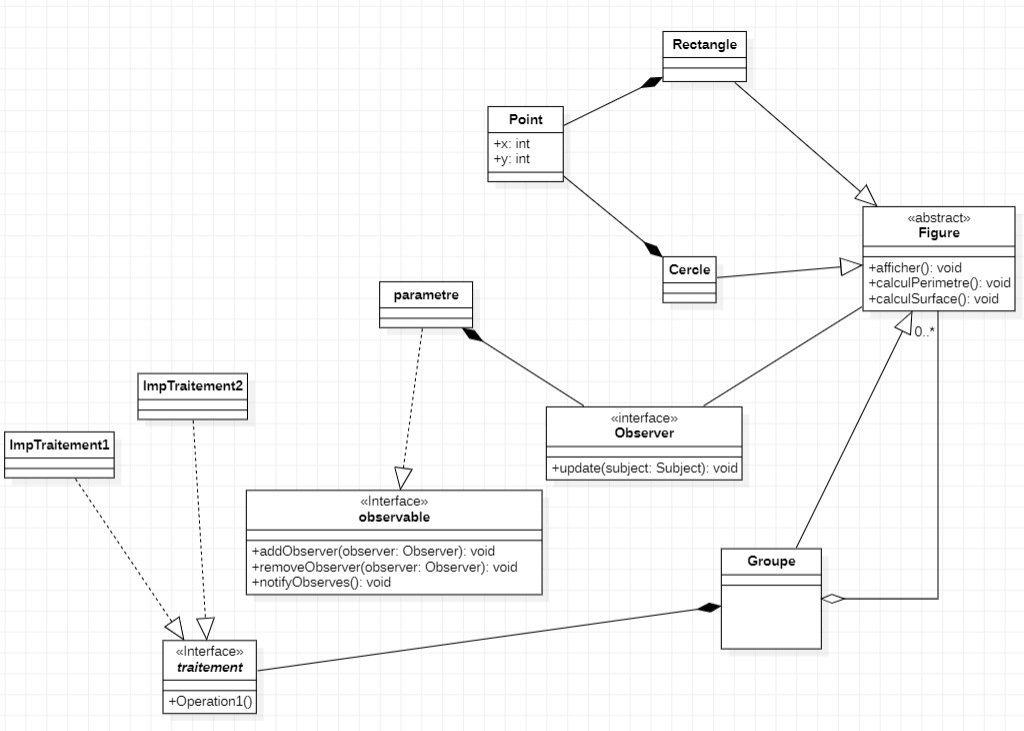 Rectangle
Point
+x: int
+y: int
«abstract»
Figure
+afficher(): void
+calculPerimetre(): void
+calculSurface(): void
Cercle
parametre
0..*
ImpTraitement2
ImpTraitement1
«interface»
Observer
+update(subject: Subject): void
«Interface»
observable
+addObserver(observer: Observer): void
+removeObserver(observer: Observer): void
+notifyObserves(): void
Groupe
«Interface»
traitement
+Operation1()